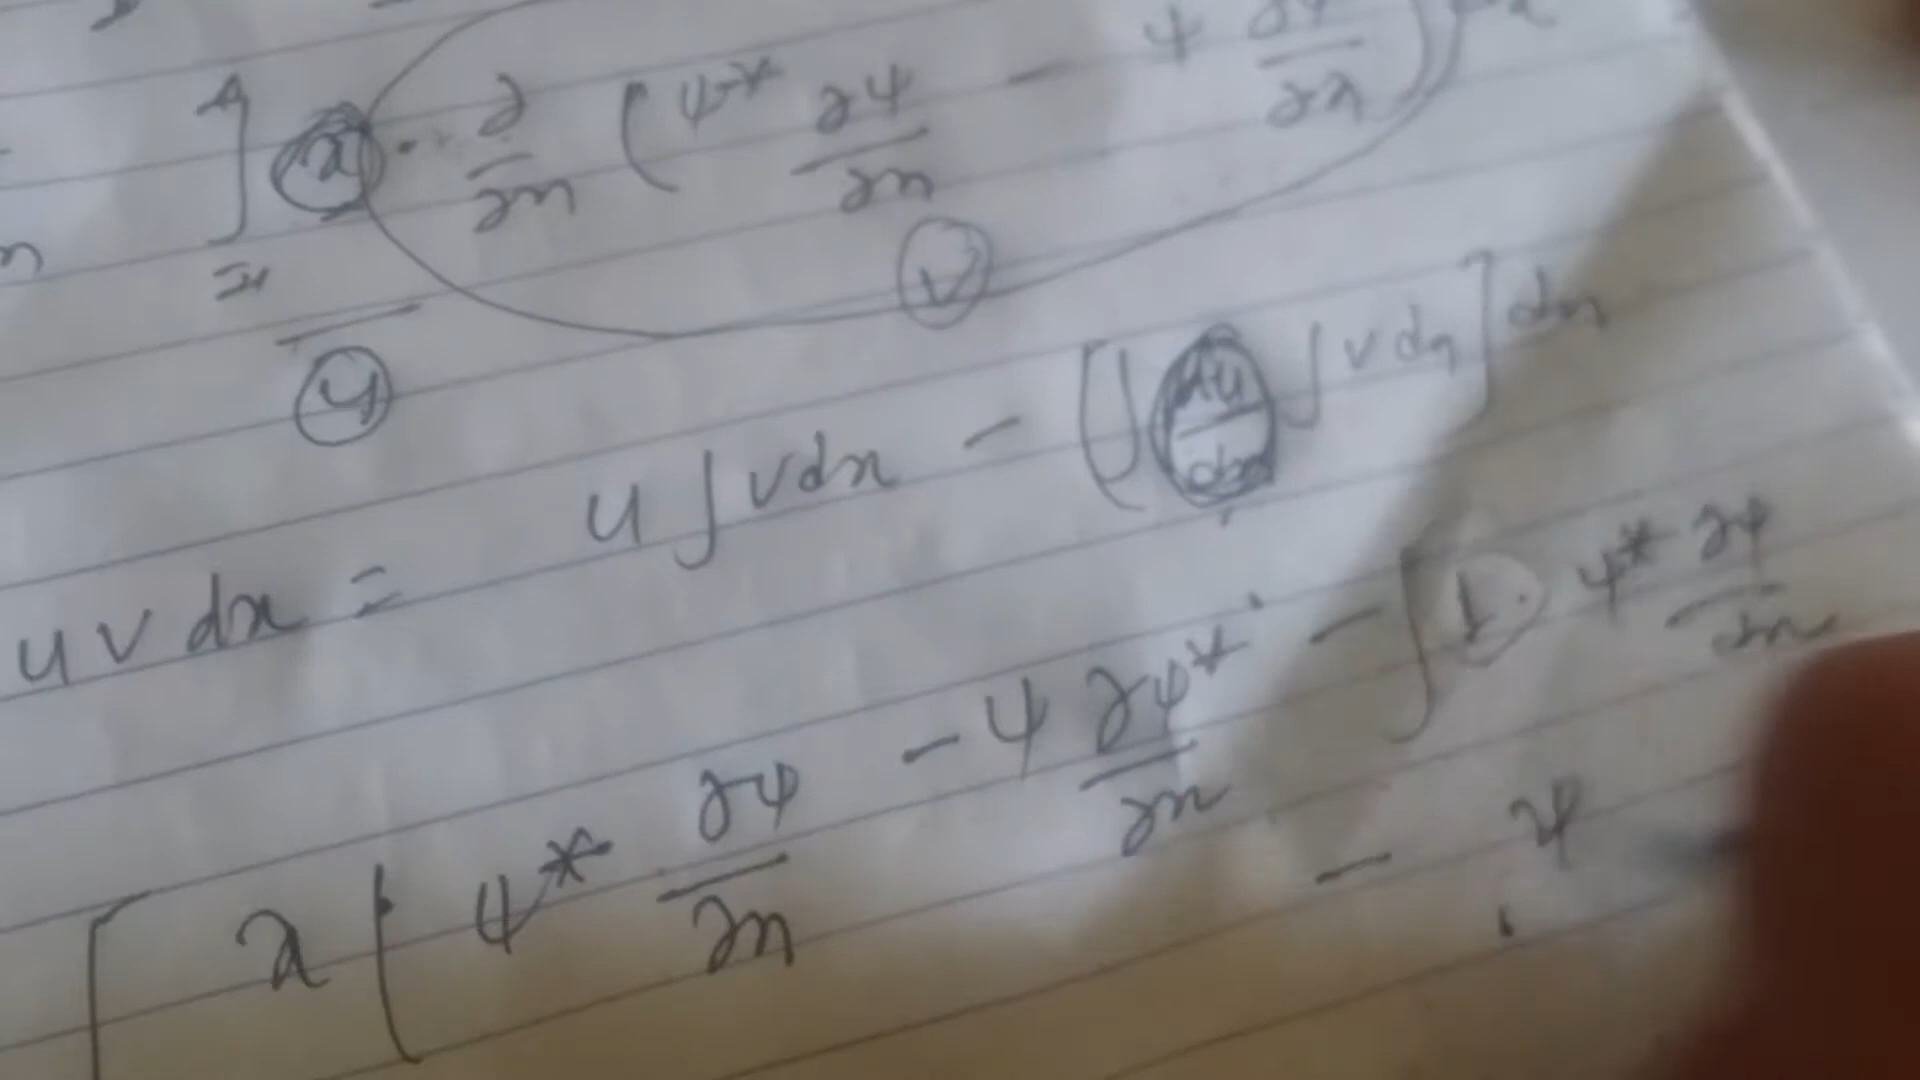 ∫ x · ∂/∂x ( ψ* ∂ψ/∂x − ψ ∂ψ/∂x )
u v
u v dx = u ∫ v dx − [ ∫ du/dx ∫ v dx ] dx
[ x ( ψ* ∂ψ/∂x − ψ ∂ψ*/∂x − ∫ 1 · ψ* ∂ψ/∂x
− ψ